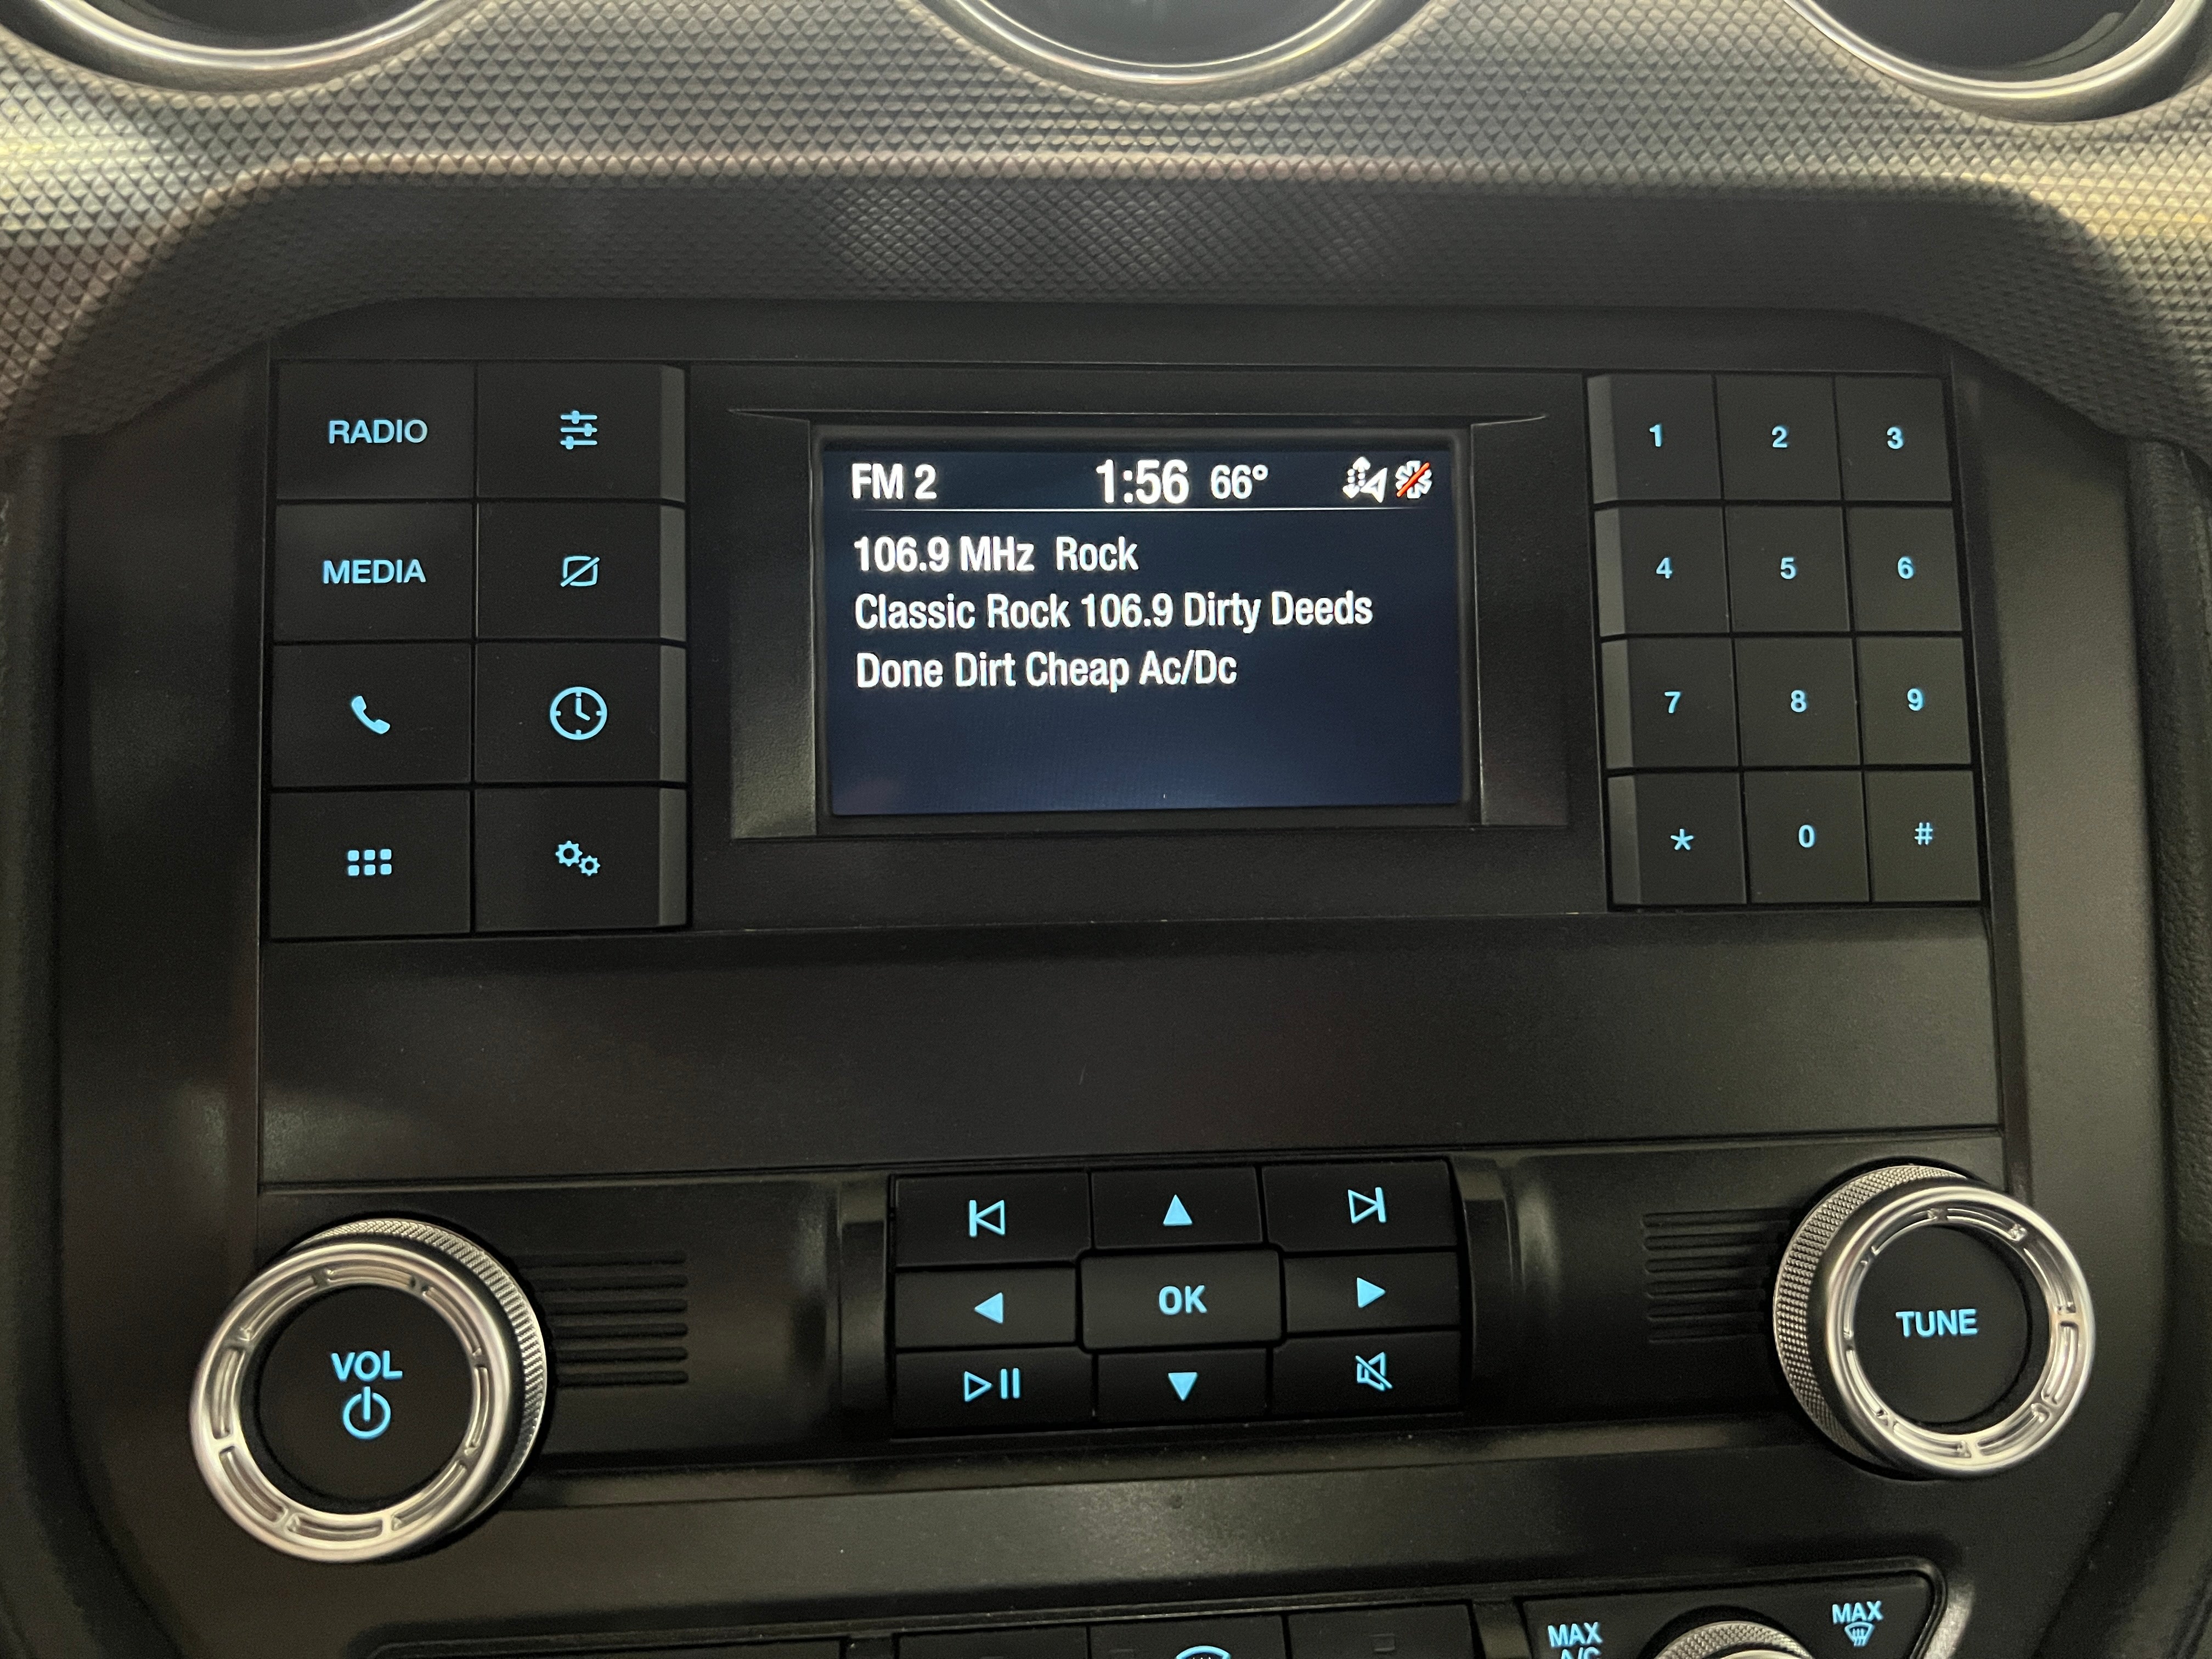 FM 2 1:56 66°
106.9 MHz Rock
Classic Rock 106.9 Dirty Deeds
Done Dirt Cheap Ac/Dc
RADIO
MEDIA
1 2 3
4 5 6
7 8 9
* 0 #
VOL
OK
TUNE
MAX
A/C
MAX